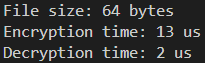 File size: 64 bytes
Encryption time: 13 us
Decryption time: 2 us